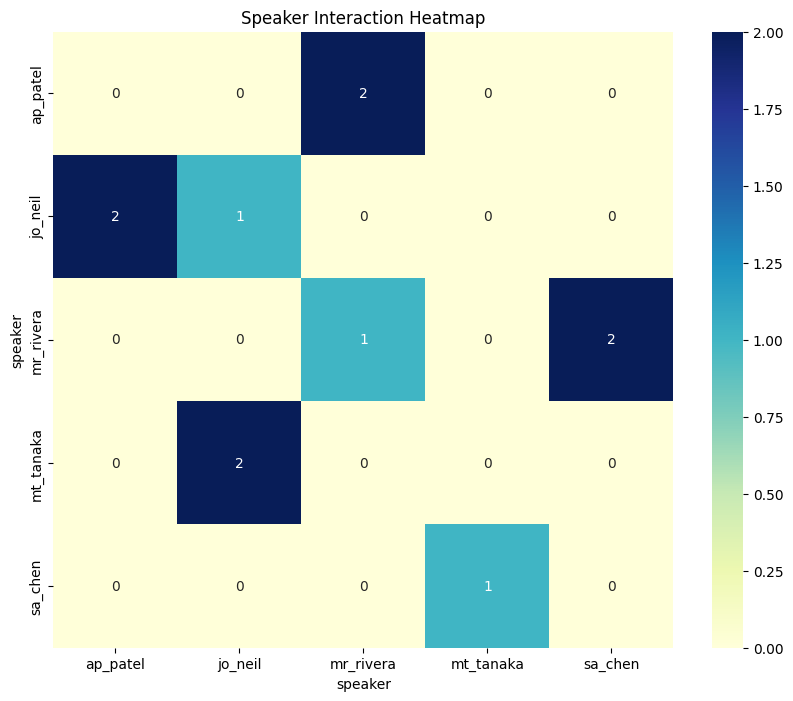 Speaker Interaction Heatmap
ap_patel 0 0 2 0 0
jo_neil 2 1 0 0 0
mr_rivera 0 0 1 0 2
mt_tanaka 0 2 0 0 0
sa_chen 0 0 0 1 0
speaker
ap_patel jo_neil mr_rivera mt_tanaka sa_chen
speaker
2.00
1.75
1.50
1.25
1.00
0.75
0.50
0.25
0.00